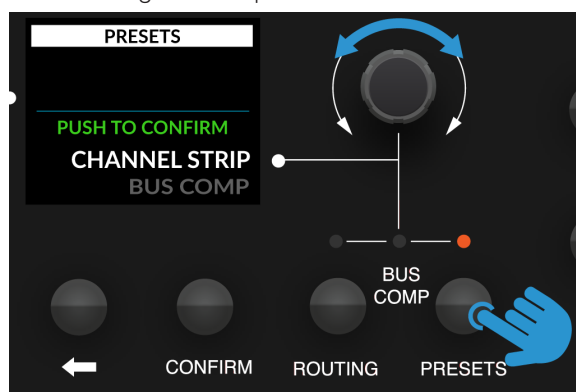 PRESETS
PUSH TO CONFIRM
CHANNEL STRIP
BUS COMP
BUS
COMP
CONFIRM
ROUTING
PRESETS